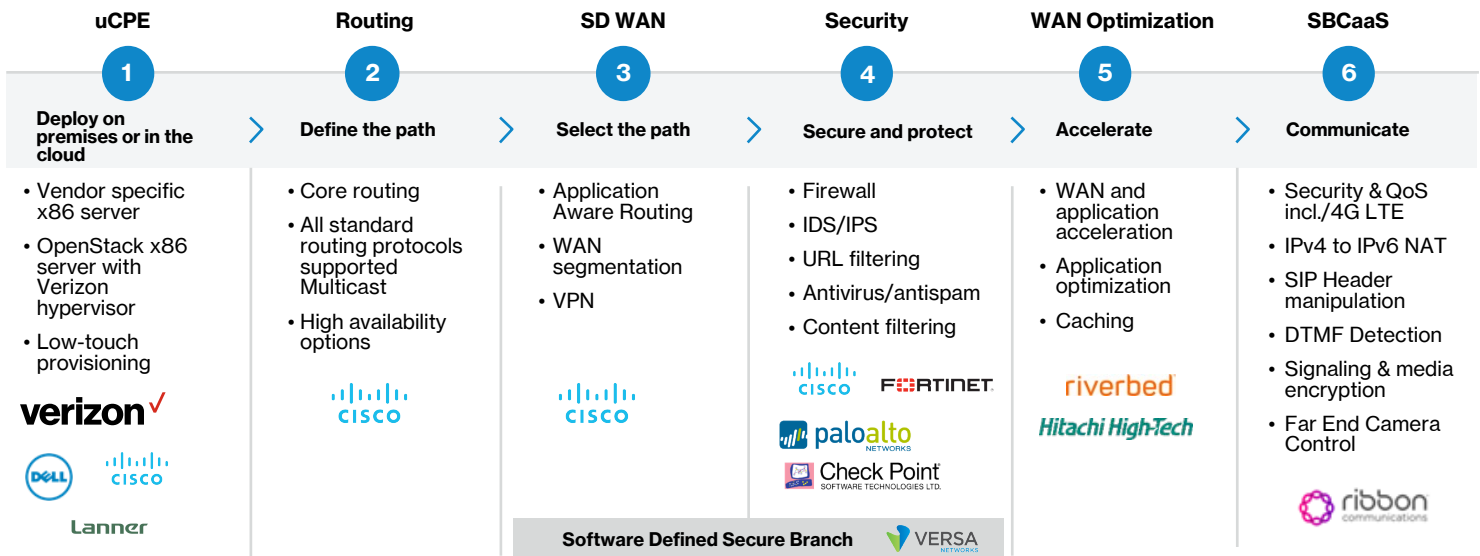 uCPE
Routing
SD WAN
Security
WAN Optimization
SBCaaS
1
2
3
4
5
6
Deploy on
premises or in the
cloud
Define the path
Select the path
Secure and protect
Accelerate
Communicate
• Vendor specific
x86 server
• OpenStack x86
server with
Verizon
hypervisor
• Low-touch
provisioning
verizon
DELL
CISCO
Lanner
• Core routing
• All standard
routing protocols
supported
Multicast
• High availability
options
CISCO
• Application
Aware Routing
• WAN
segmentation
• VPN
CISCO
• Firewall
• IDS/IPS
• URL filtering
• Antivirus/antispam
• Content filtering
CISCO
FORTINET
paloalto
NETWORKS
Check Point
SOFTWARE TECHNOLOGIES LTD.
Software Defined Secure Branch
VERSA
NETWORKS
• WAN and
application
acceleration
• Application
optimization
• Caching
riverbed
Hitachi High-Tech
• Security & QoS
incl./4G LTE
• IPv4 to IPv6 NAT
• SIP Header
manipulation
• DTMF Detection
• Signaling & media
encryption
• Far End Camera
Control
ribbon
communications